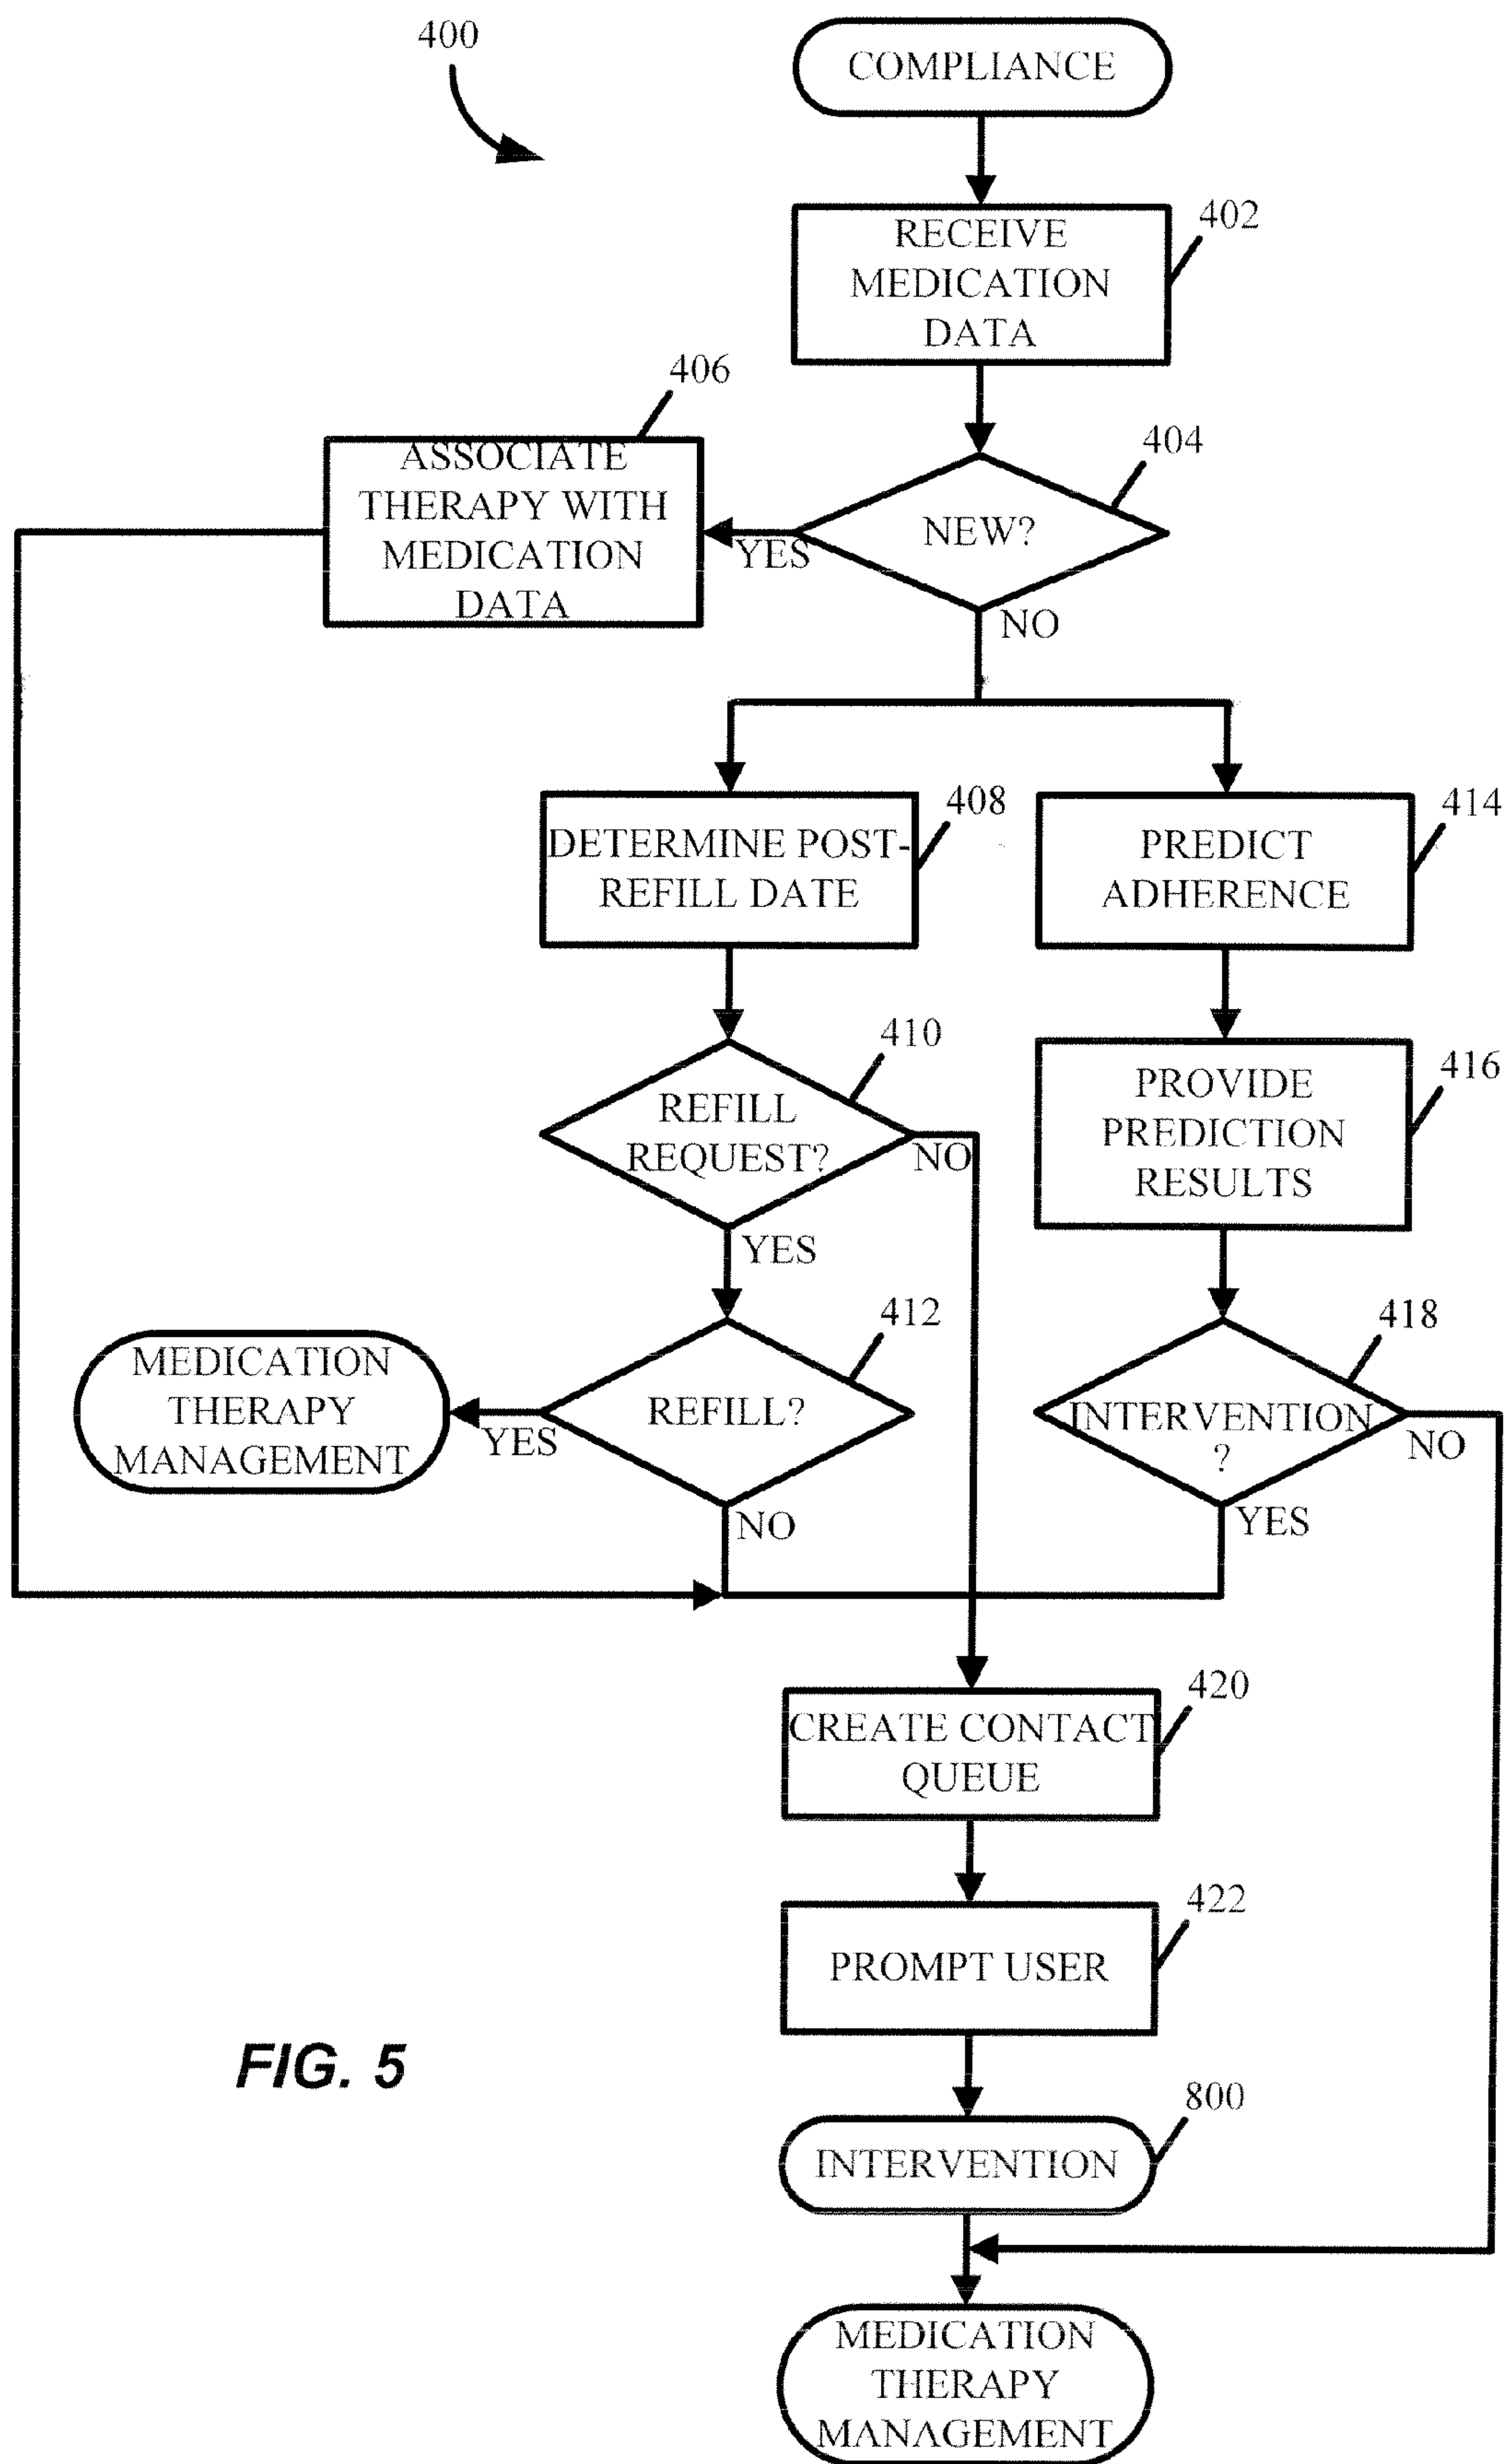 400
COMPLIANCE
RECEIVE
MEDICATION
DATA
402
406
ASSOCIATE
THERAPY WITH
MEDICATION
DATA
404
NEW?
YES
NO
DETERMINE POST-
REFILL DATE
408
PREDICT
ADHERENCE
414
410
REFILL
REQUEST?
NO
YES
PROVIDE
PREDICTION
RESULTS
416
412
REFILL?
YES
NO
MEDICATION
THERAPY
MANAGEMENT
418
INTERVENTION
?
NO
YES
CREATE CONTACT
QUEUE
420
PROMPT USER
422
FIG. 5
INTERVENTION
800
MEDICATION
THERAPY
MANAGEMENT